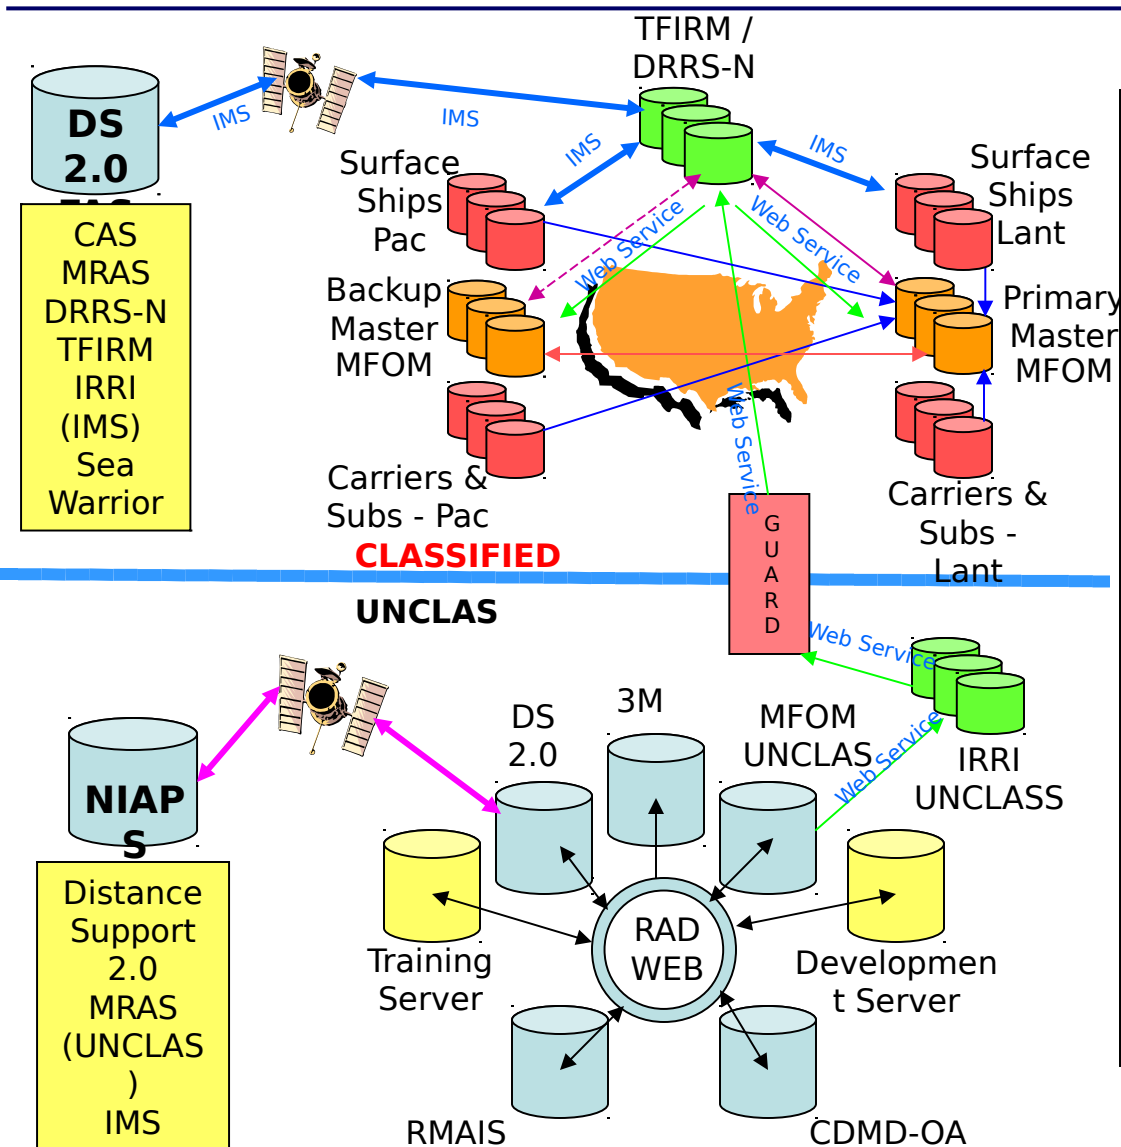 TFIRM /
DRRS-N
DS
2.0
IMS
IMS
IMS
IMS
Surface
Ships
Pac
Surface
Ships
Lant
Web Service
Web Service
CAS
MRAS
DRRS-N
TFIRM
IRRI
(IMS)
Sea
Warrior
Backup
Master
MFOM
Primary
Master
MFOM
Web Service
Carriers &
Subs - Pac
Carriers &
Subs -
Lant
CLASSIFIED
UNCLAS
G
U
A
R
D
Web Service
Web Service
IRRI
UNCLASS
NIAP
S
DS
2.0
3M
MFOM
UNCLAS
Distance
Support
2.0
MRAS
(UNCLAS
)
IMS
Training
Server
RAD
WEB
Developmen
t Server
RMAIS
CDMD-OA